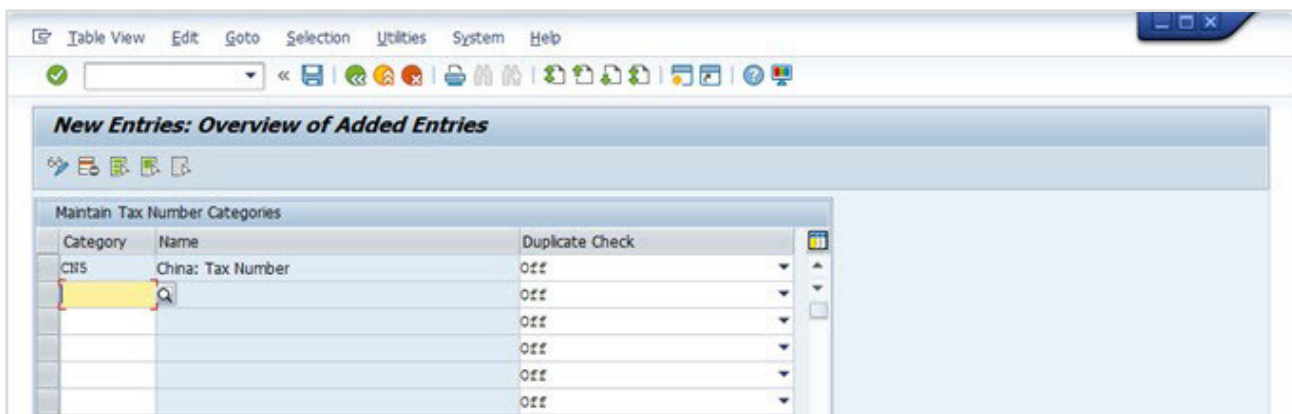 Table View Edit Goto Selection Utilities System Help
New Entries: Overview of Added Entries
Maintain Tax Number Categories
Category Name Duplicate Check
CN5 China: Tax Number Off
Off
Off
Off
Off
Off